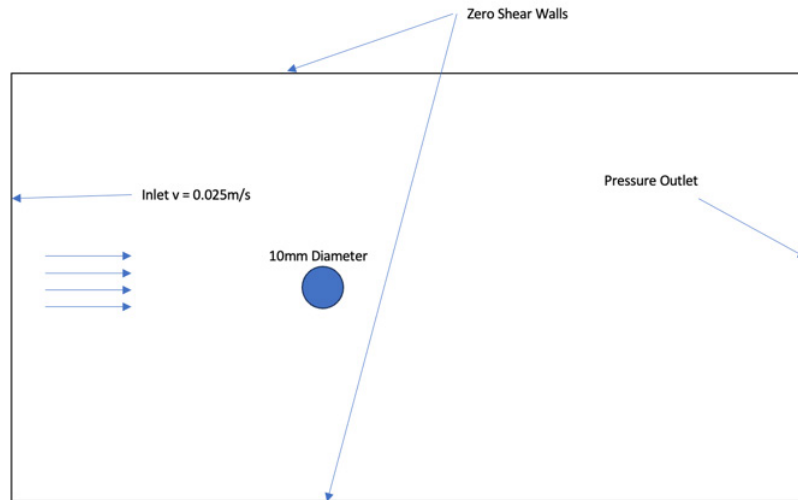 Zero Shear Walls
Inlet v = 0.025m/s
Pressure Outlet
10mm Diameter